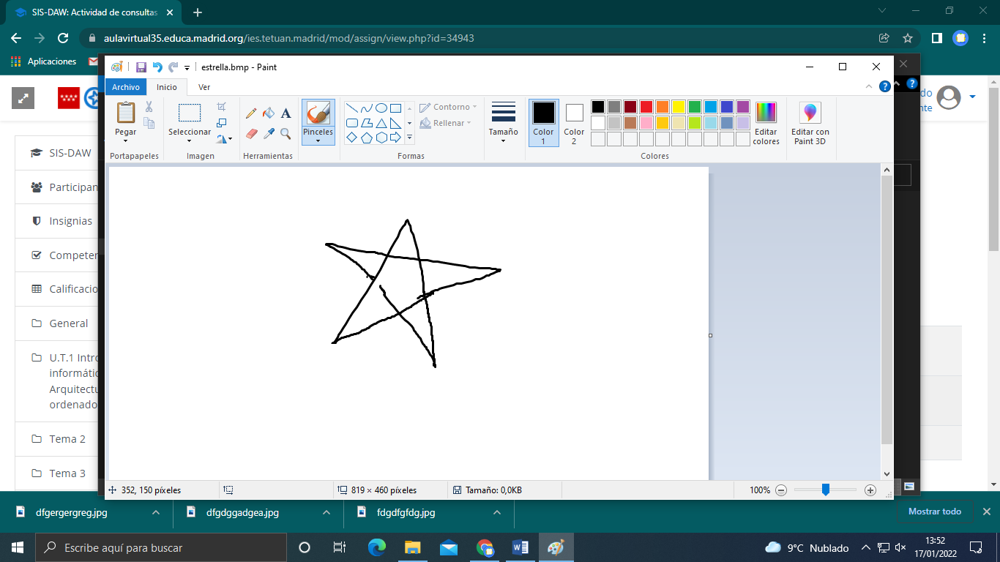 SIS-DAW: Actividad de consultas
aulavirtual35.educa.madrid.org/ies.tetuan.madrid/mod/assign/view.php?id=34943
Aplicaciones
estrella.bmp - Paint
Archivo Inicio Ver
Pegar
Seleccionar
Pinceles
Contorno
Rellenar
Tamaño
Color 1
Color 2
Editar colores
Editar con Paint 3D
Portapapeles Imagen Herramientas Formas Colores
SIS-DAW
Participan
Insignias
Competen
Calificacio
General
U.T.1 Intro
informátic
Arquitectu
ordenado
Tema 2
Tema 3
do
nte
352, 150 píxeles 819 × 460 píxeles Tamaño: 0,0KB 100%
dfgergergreg.jpg dfgdggadgea.jpg fdgdfgfdg.jpg Mostrar todo
Escribe aquí para buscar 9°C Nublado 13:52
17/01/2022